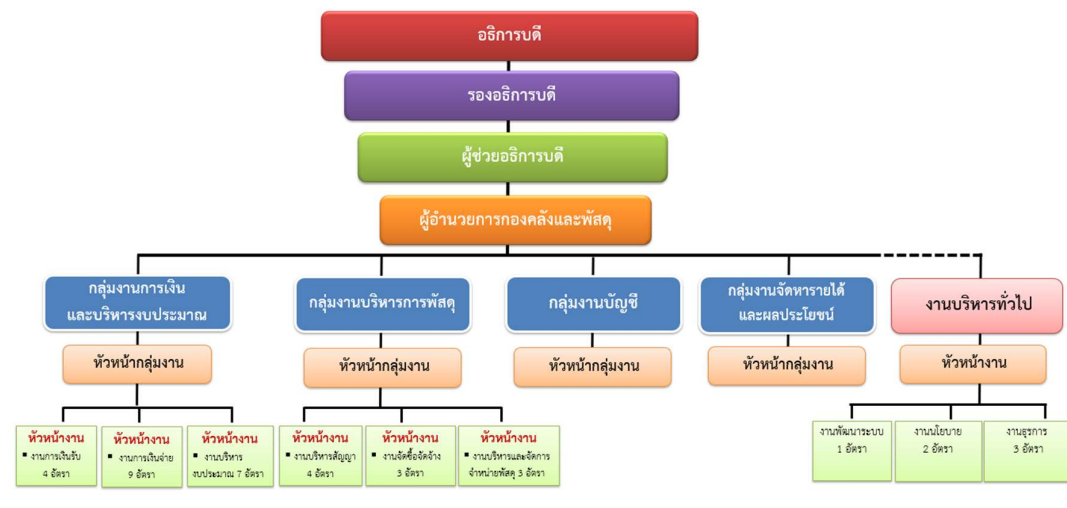 อธิการบดี
รองอธิการบดี
ผู้ช่วยอธิการบดี
ผู้อำนวยการกองคลังและพัสดุ
กลุ่มงานการเงิน
และบริหารงบประมาณ
กลุ่มงานบริหารการพัสดุ
กลุ่มงานบัญชี
กลุ่มงานจัดหารายได้
และผลประโยชน์
งานบริหารทั่วไป
หัวหน้ากลุ่มงาน
หัวหน้ากลุ่มงาน
หัวหน้ากลุ่มงาน
หัวหน้ากลุ่มงาน
หัวหน้างาน
หัวหน้างาน
▪ งานการเงินรับ
4 อัตรา
หัวหน้างาน
▪ งานการเงินจ่าย
9 อัตรา
หัวหน้างาน
▪ งานบริหาร
งบประมาณ 7 อัตรา
หัวหน้างาน
▪ งานบริหารสัญญา
4 อัตรา
หัวหน้างาน
▪ งานจัดซื้อจัดจ้าง
3 อัตรา
หัวหน้างาน
▪ งานบริหารและจัดการ
จำหน่ายพัสดุ 3 อัตรา
งานพัฒนาระบบ
1 อัตรา
งานนโยบาย
2 อัตรา
งานธุรการ
3 อัตรา